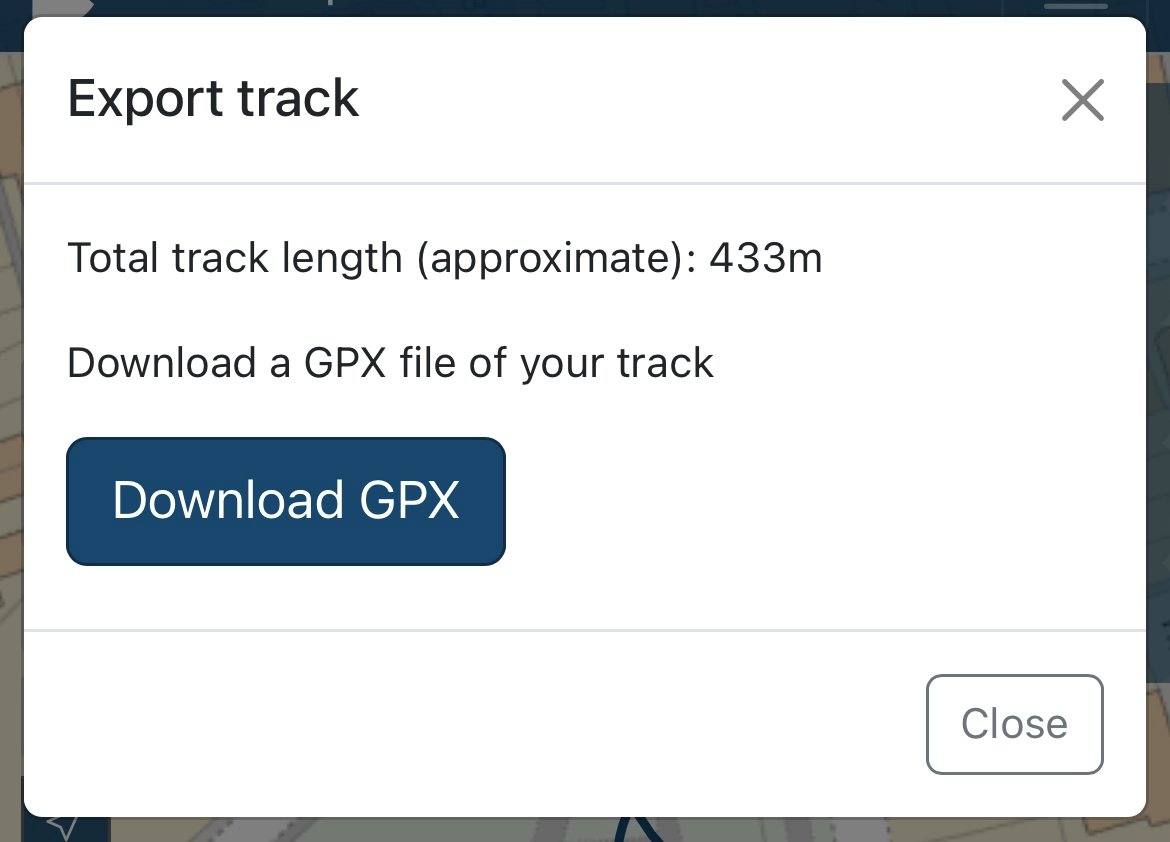 Export track
Total track length (approximate): 433m
Download a GPX file of your track
Download GPX
Close